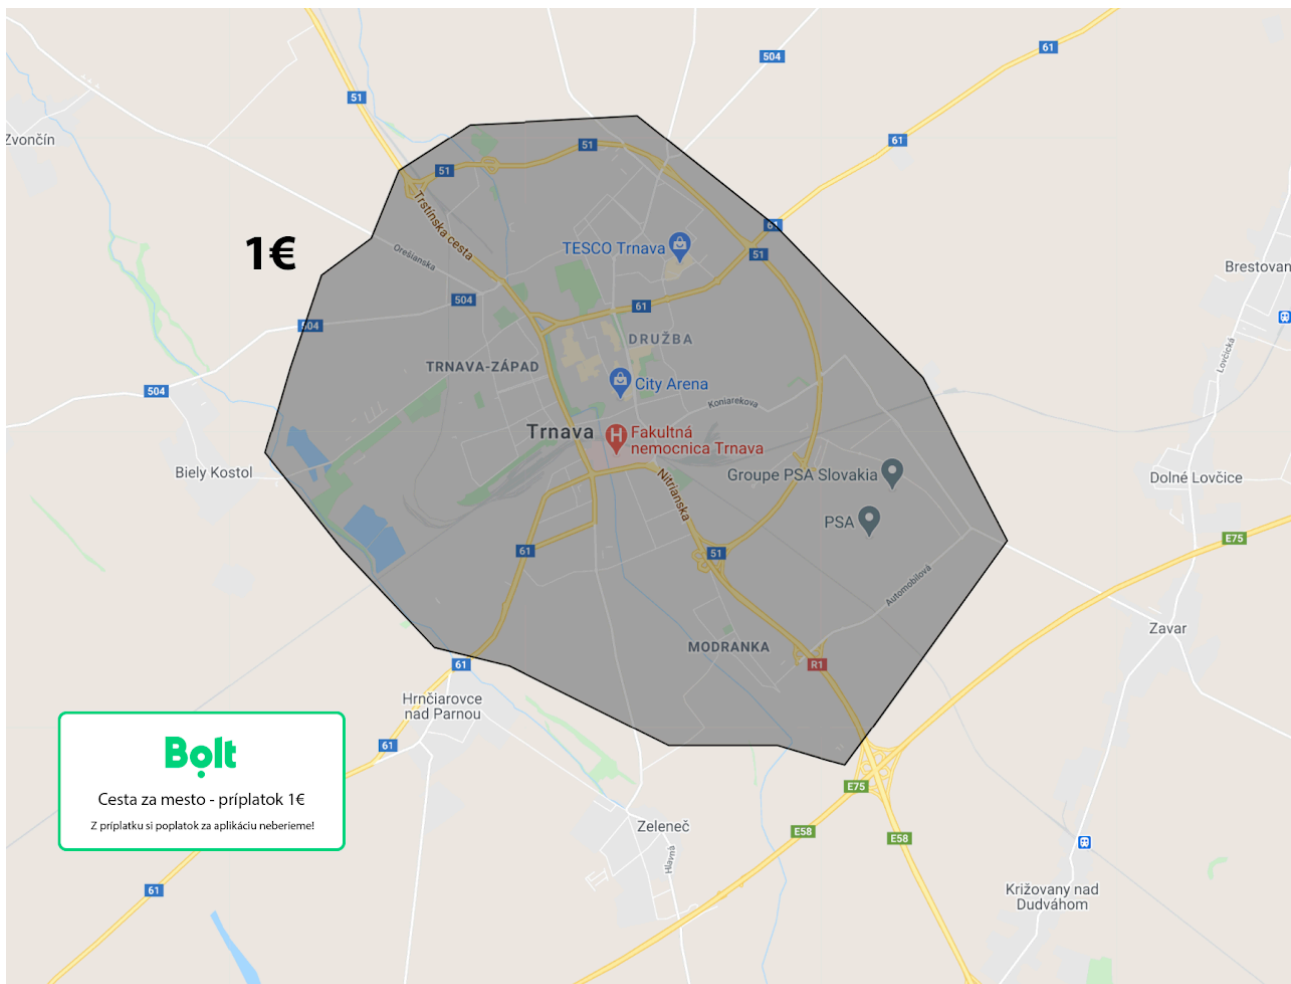 61
504
51
61
Zvončín
51
51
61
1€
Trstínska cesta
Orešianska
TESCO Trnava
51
Brestovan
504
61
504
DRUŽBA
Lovčická
TRNAVA-ZÁPAD
504
City Arena
Koniarekova
Trnava
Fakultná
nemocnica Trnava
Biely Kostol
Nitrianska
Groupe PSA Slovakia
Dolné Lovčice
PSA
E75
61
51
Automobilová
Zavar
MODRANKA
61
R1
Hrnčiarovce
nad Parnou
61
Bolt
Cesta za mesto - príplatok 1€
Z príplatku si poplatok za aplikáciu neberieme!
E75
Zeleneč
E58
E58
Hlavná
61
Križovany nad
Dudváhom